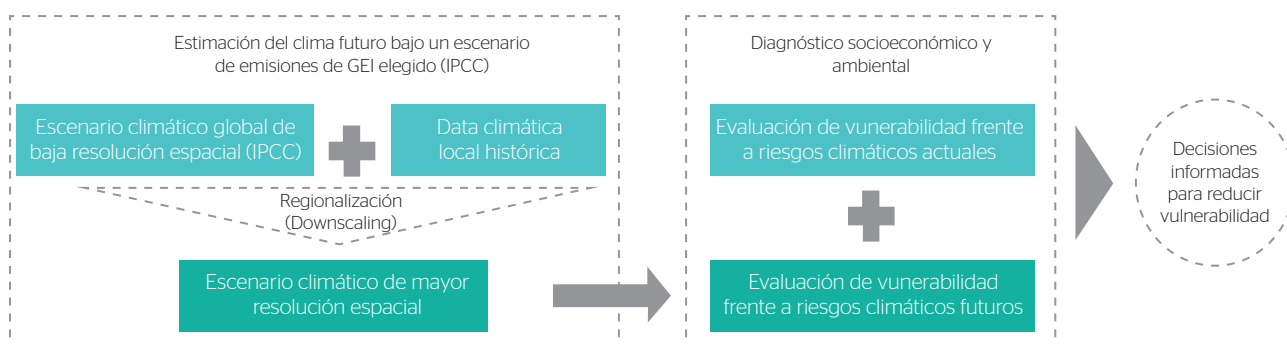 Estimación del clima futuro bajo un escenario
de emisiones de GEI elegido (IPCC)
Escenario climático global de
baja resolución espacial (IPCC)
Data climática
local histórica
Regionalización
(Downscaling)
Escenario climático de mayor
resolución espacial
Diagnóstico socioeconómico y
ambiental
Evaluación de vunerabilidad frente
a riesgos climáticos actuales
Evaluación de vunerabilidad
frente a riesgos climáticos futuros
Decisiones
informadas
para reducir
vulnerabilidad